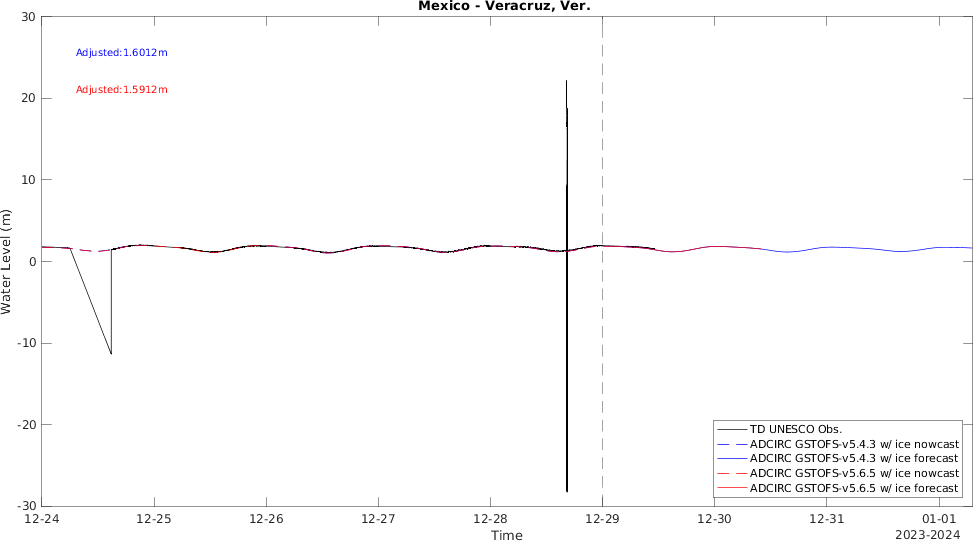 Mexico - Veracruz, Ver.
30
Adjusted:1.6012m
Adjusted:1.5912m
20
10
0
-10
-20
-30
Water Level (m)
TD UNESCO Obs.
ADCIRC GSTOFS-v5.4.3 w/ ice nowcast
ADCIRC GSTOFS-v5.4.3 w/ ice forecast
ADCIRC GSTOFS-v5.6.5 w/ ice nowcast
ADCIRC GSTOFS-v5.6.5 w/ ice forecast
12-24 12-25 12-26 12-27 12-28 12-29 12-30 12-31 01-01
Time
2023-2024